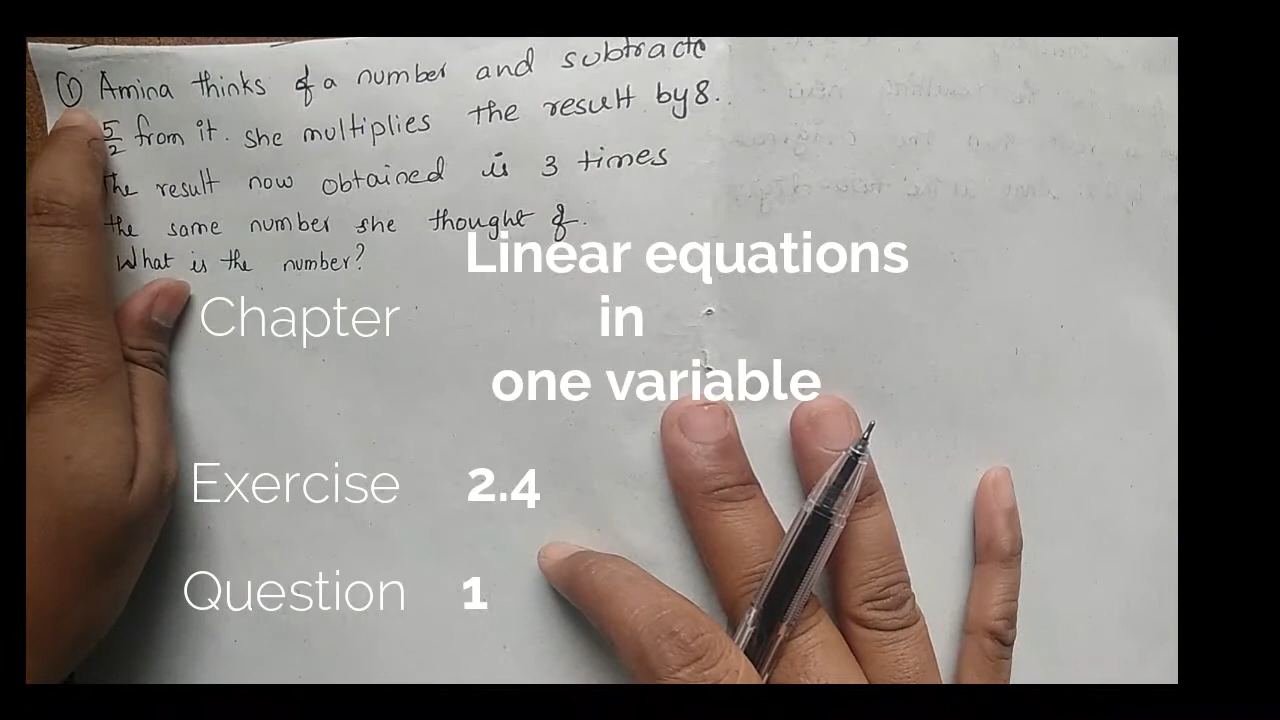 ① Amina thinks of a number and subtracts
5/2 from it. She multiplies the result by 8.
The result now obtained is 3 times
the same number she thought of.
What is the number?
Linear equations
Chapter in
one variable
Exercise 2.4
Question 1